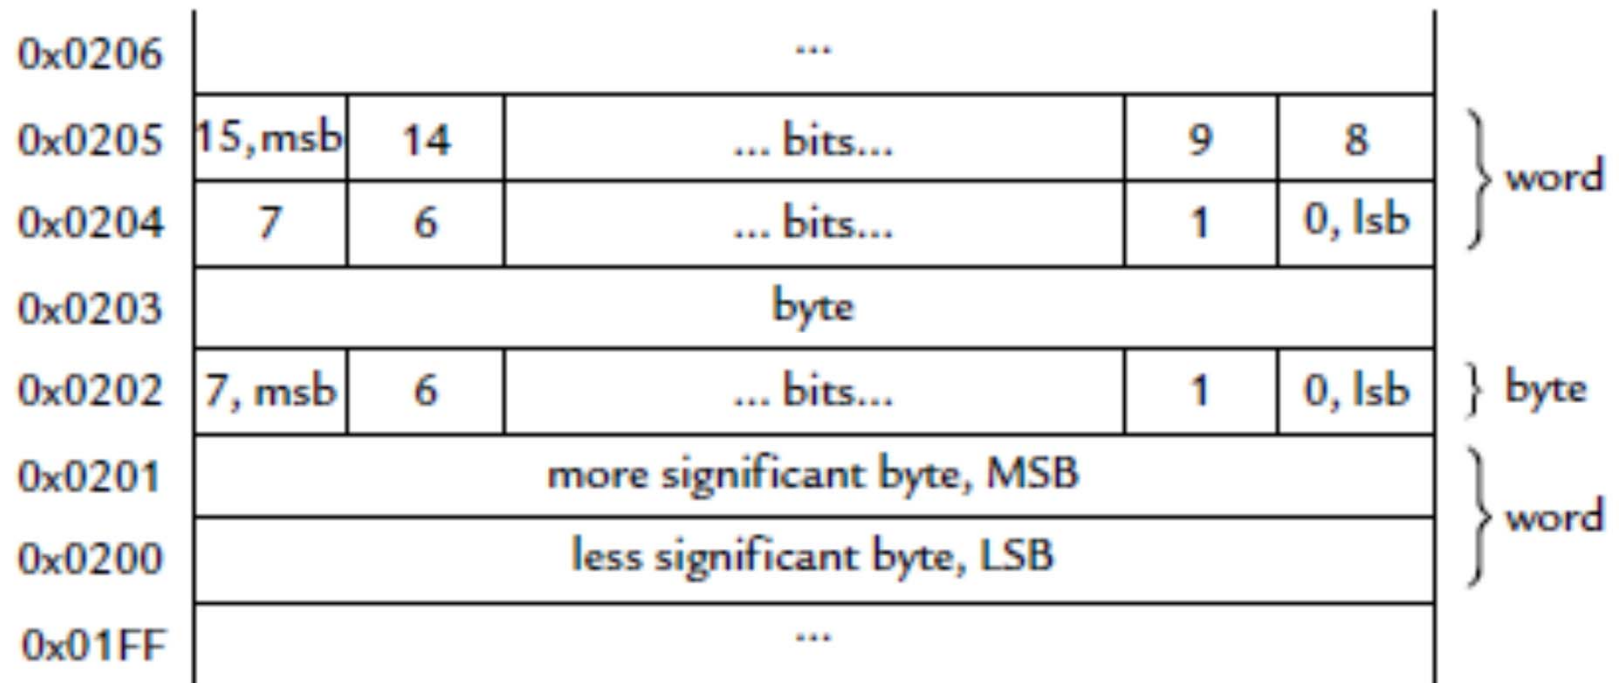 0x0206 ...
0x0205 15, msb 14 ... bits... 9 8
word
0x0204 7 6 ... bits... 1 0, lsb
0x0203 byte
0x0202 7, msb 6 ... bits... 1 0, lsb byte
0x0201 more significant byte, MSB
word
0x0200 less significant byte, LSB
0x01FF ...